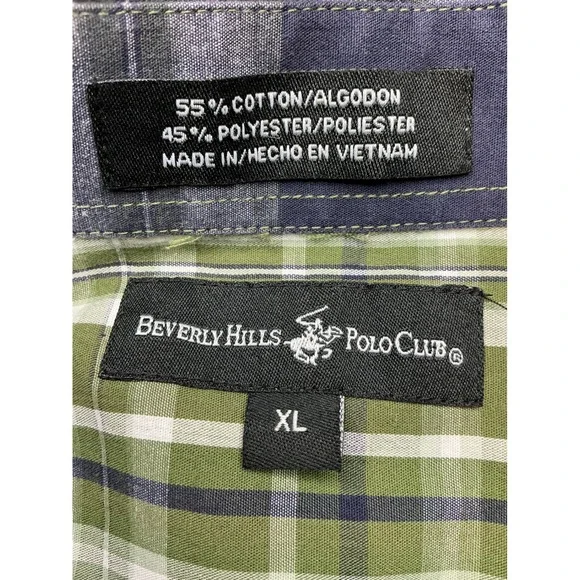 55% COTTON/ALGODON
45% POLYESTER/POLIESTER
MADE IN/HECHO EN VIETNAM
BEVERLY HILLS POLO CLUB®
XL